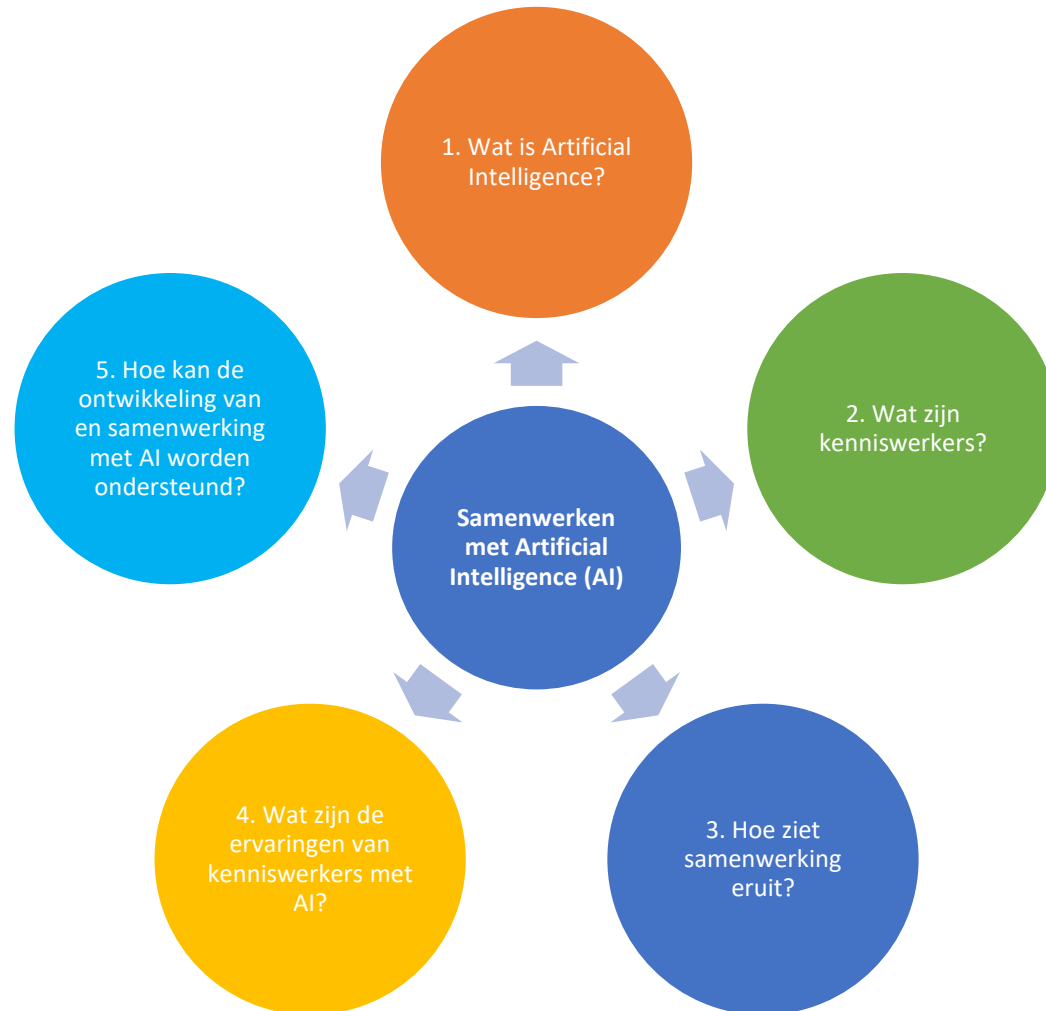 1. Wat is Artificial
Intelligence?
2. Wat zijn
kenniswerkers?
3. Hoe ziet
samenwerking
eruit?
4. Wat zijn de
ervaringen van
kenniswerkers met
AI?
5. Hoe kan de
ontwikkeling van
en samenwerking
met AI worden
ondersteund?
Samenwerken
met Artificial
Intelligence (AI)